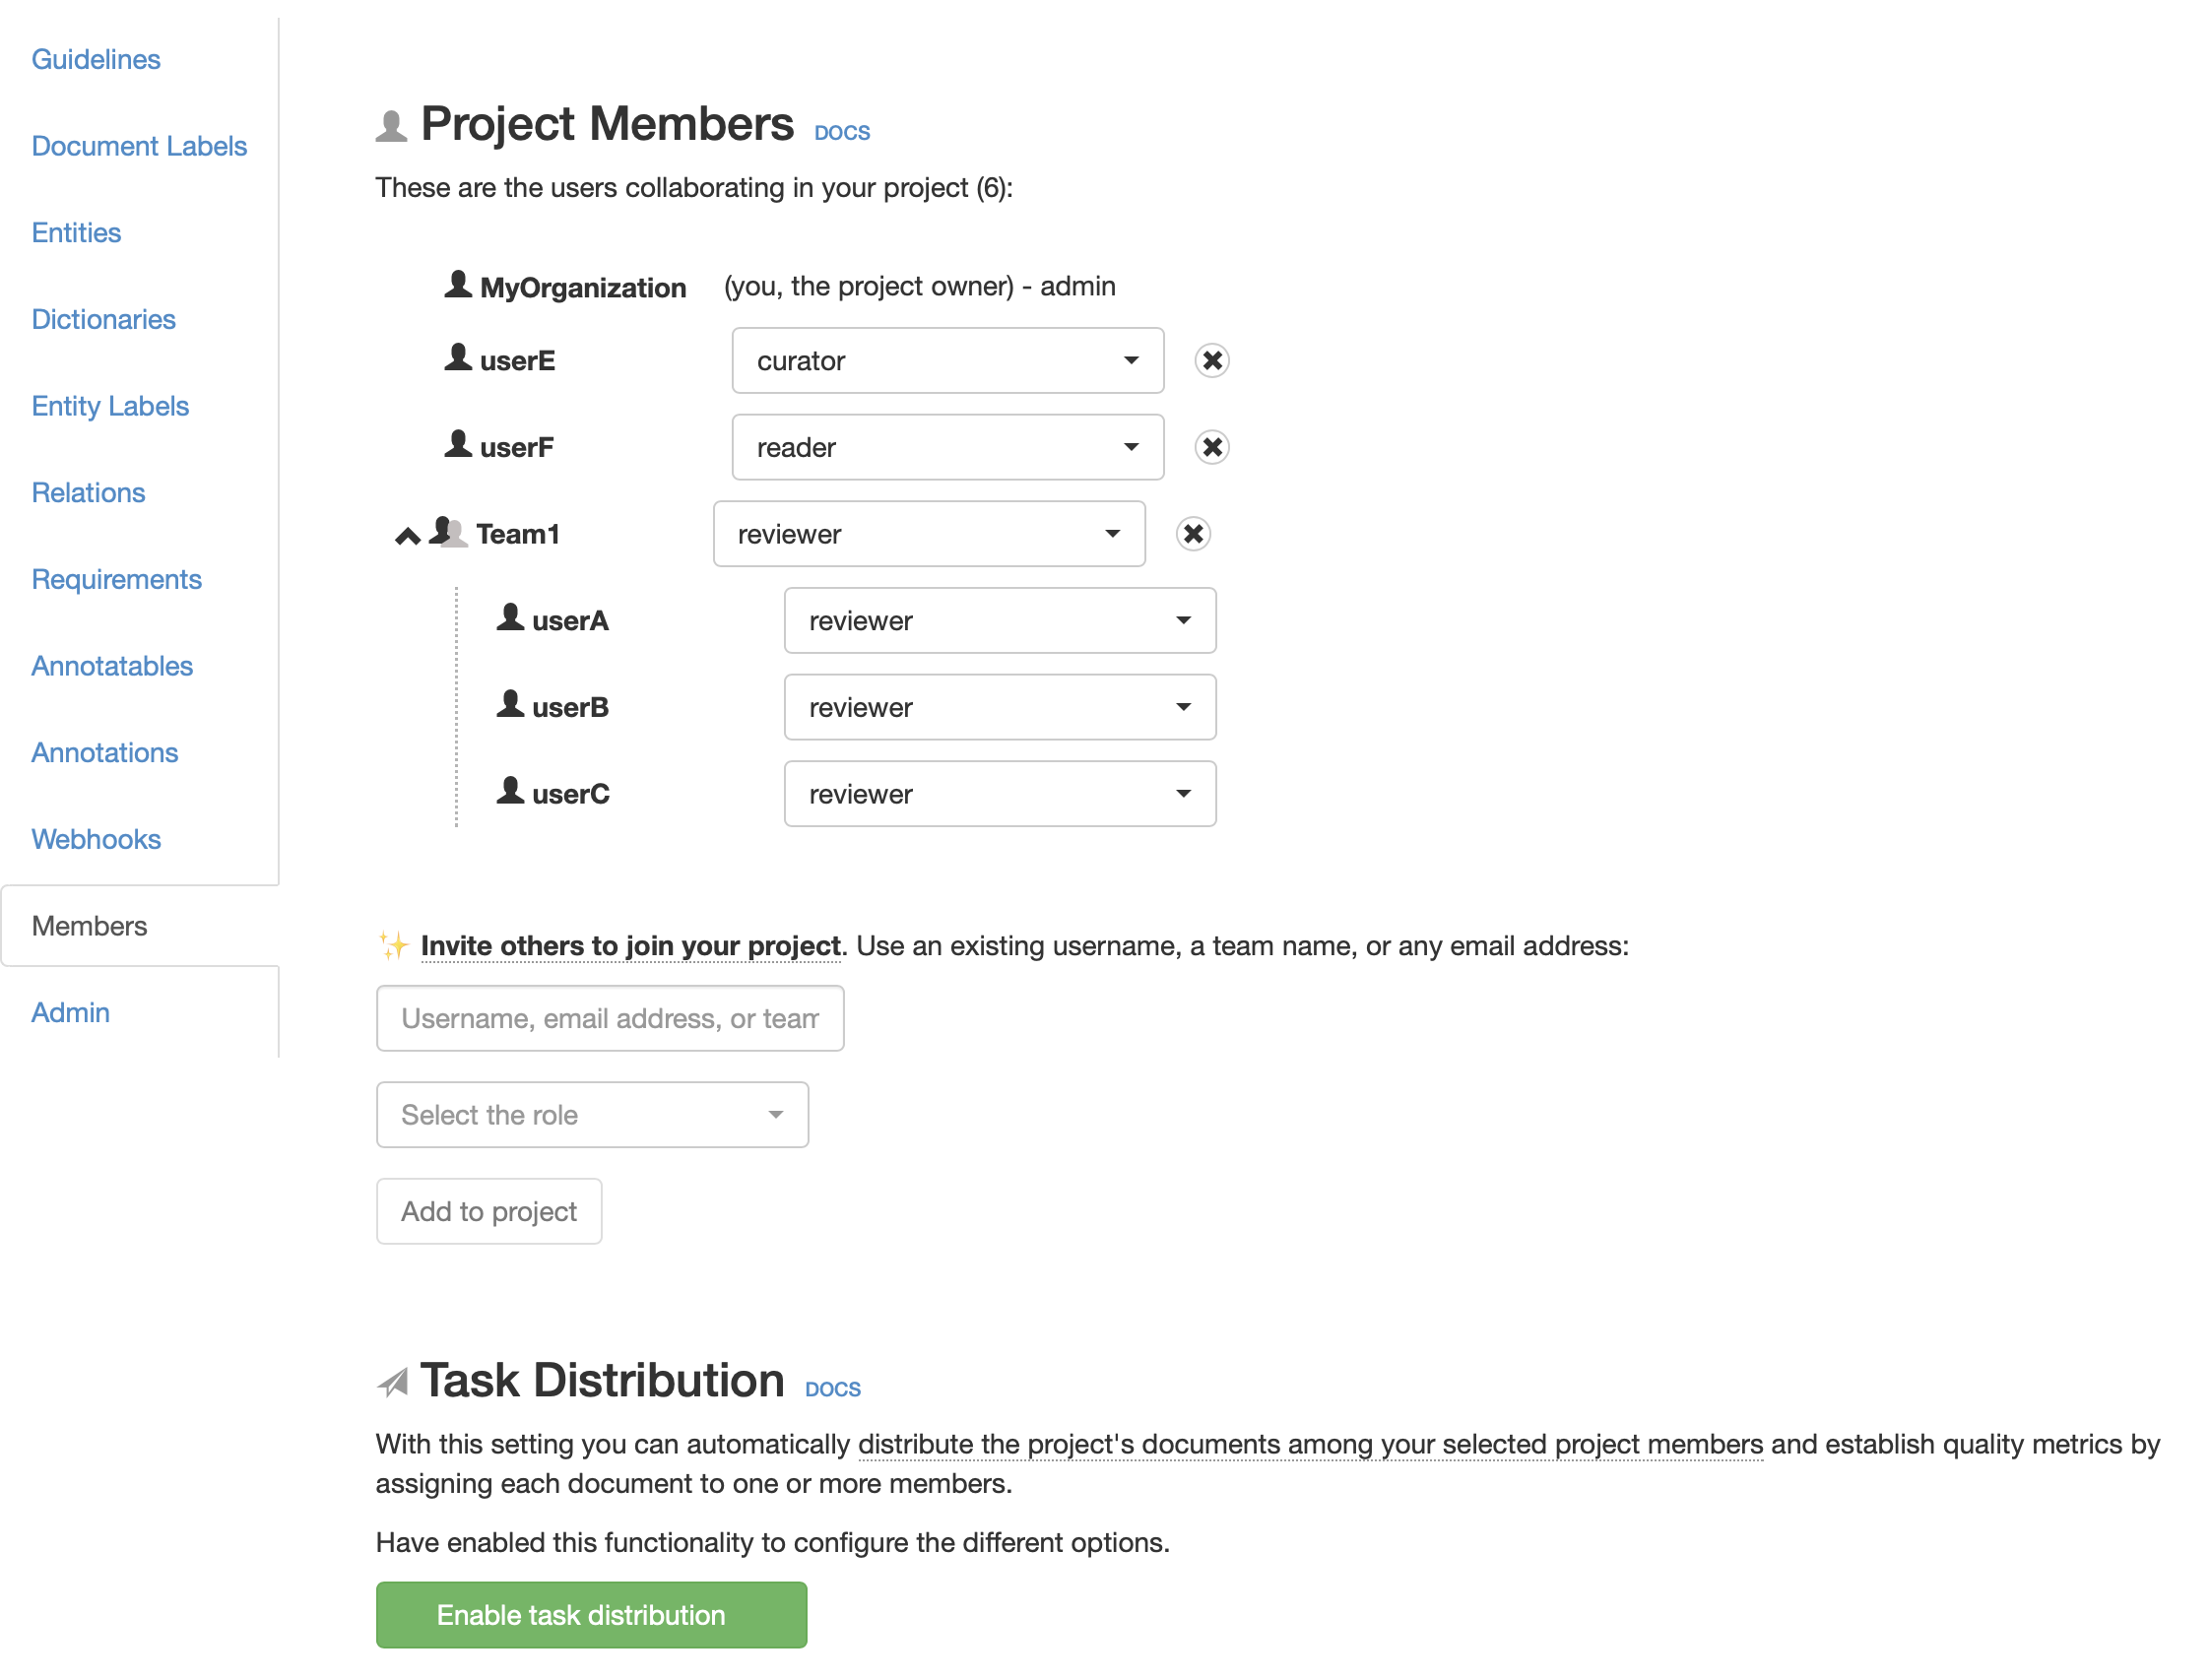 Guidelines
Document Labels
Entities
Dictionaries
Entity Labels
Relations
Requirements
Annotatables
Annotations
Webhooks
Members
Admin
Project Members DOCS
These are the users collaborating in your project (6):
MyOrganization (you, the project owner) - admin
userE curator
userF reader
Team1 reviewer
userA reviewer
userB reviewer
userC reviewer
✨ Invite others to join your project. Use an existing username, a team name, or any email address:
Username, email address, or team
Select the role
Add to project
Task Distribution DOCS
With this setting you can automatically distribute the project's documents among your selected project members and establish quality metrics by
assigning each document to one or more members.
Have enabled this functionality to configure the different options.
Enable task distribution